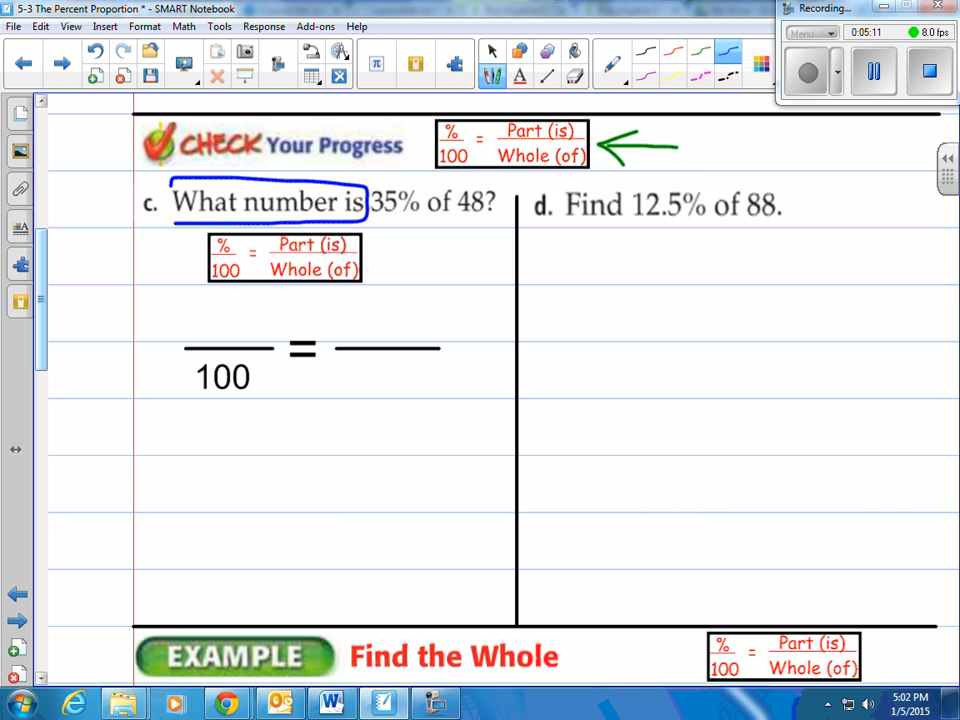 5-3 The Percent Proportion * - SMART Notebook
Recording...
File Edit View Insert Format Math Tools Response Add-ons Help
Menu
00:05:11
8.0 fps
CHECK Your Progress
% / 100 = Part (is) / Whole (of)
c. What number is 35% of 48?
d. Find 12.5% of 88.
% / 100 = Part (is) / Whole (of)
100 =
EXAMPLE Find the Whole
% / 100 = Part (is) / Whole (of)
5:02 PM
1/5/2015